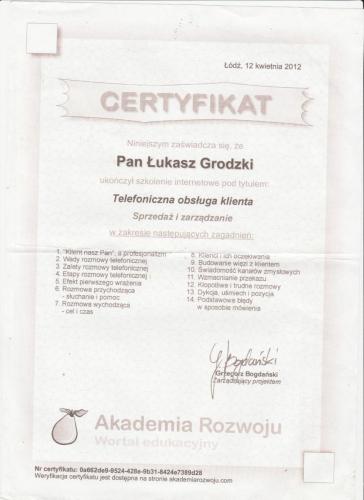 Łódź, 12 kwietnia 2012
CERTYFIKAT
Niniejszym zaświadcza się, że
Pan Łukasz Grodzki
ukończył szkolenie internetowe pod tytułem:
Telefoniczna obsługa klienta
Sprzedaż i zarządzanie
w zakresie następujących zagadnień:
1. "Klient nasz Pan", a profesjonalizm
2. Wady rozmowy telefonicznej
3. Zalety rozmowy telefonicznej
4. Etapy rozmowy telefonicznej
5. Efekt pierwszego wrażenia
6. Rozmowa przychodząca
- słuchanie i pomoc
7. Rozmowa wychodząca
- cel i czas
8. Klienci i ich oczekiwania
9. Budowanie więzi z klientem
10. Świadomość kanałów zmysłowych
11. Wzmacnianie przekazu
12. Kłopotliwe i trudne rozmowy
13. Dykcja, uśmiech i pozycja
14. Podstawowe błędy
w sposobie mówienia
G. Bogdański
Grzegorz Bogdański
Zarządzający projektem
Akademia Rozwoju
Wortal edukacyjny
Nr certyfikatu: 0a662de9-9524-428e-9b31-8424e7389d28
Weryfikacja certyfikatu jest dostępna na stronie akademiarozwoju.com